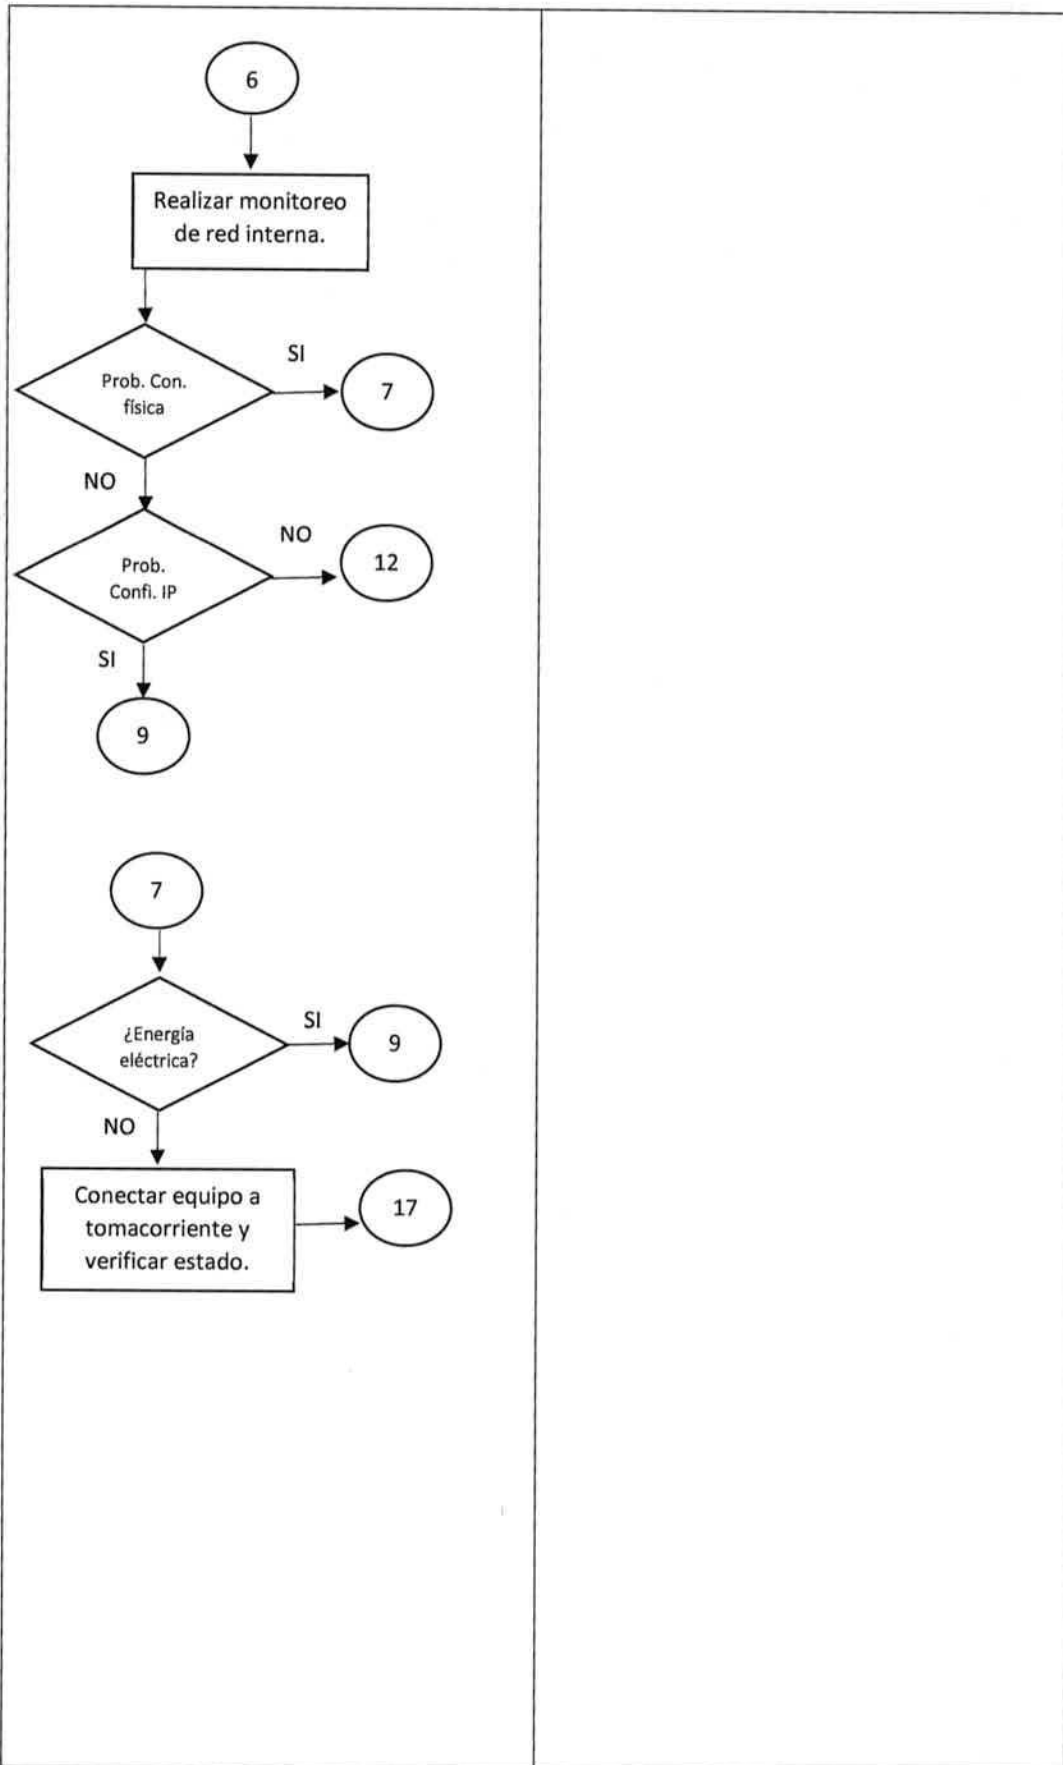 6
Realizar monitoreo
de red interna.
SI
Prob. Con.
física
7
NO
NO
Prob.
Confi. IP
12
SI
9
7
SI
¿Energía
eléctrica?
9
NO
Conectar equipo a
tomacorriente y
verificar estado.
17